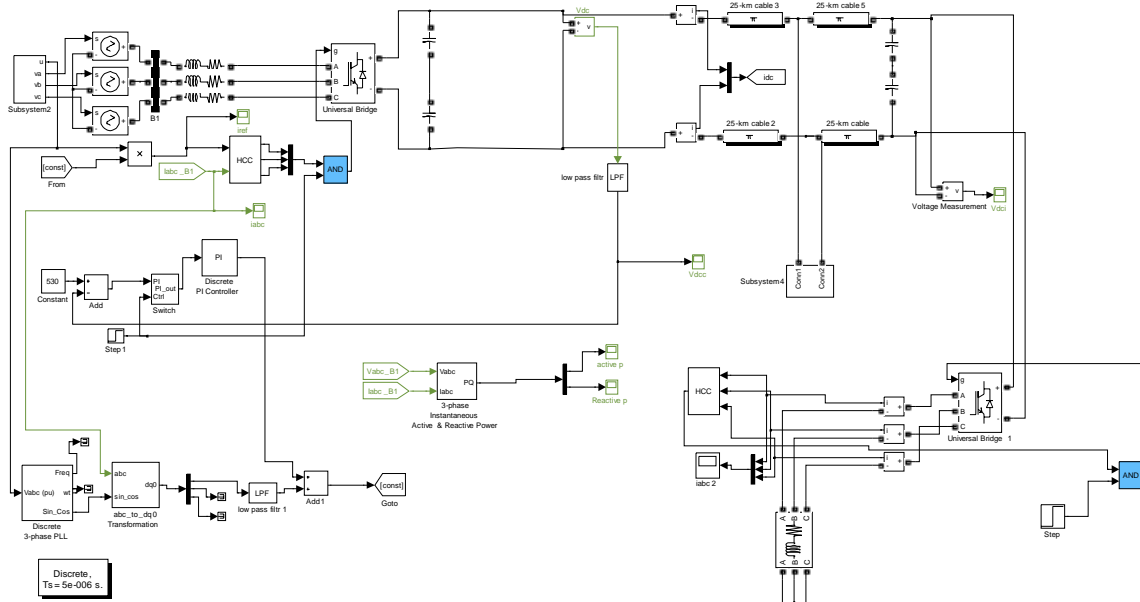 u
va
vb
vc
Subsystem2
s
+
-
s
+
-
s
+
-
B1
g
A
B
C
+
-
Universal Bridge
Vdc
+
-
v
+
i
-
25-km cable 3
25-km cable 5
idc
+
i
-
25-km cable 2
25-km cable
[const]
From
×
iref
HCC
Iabc _B1
AND
iabc
LPF
low pass filtr
+
-
v
Voltage Measurement
Vdci
530
Constant
Add
PI
PI_out
Ctrl
Switch
PI
Discrete
PI Controller
Vdcc
Subsystem4
Conn1
Conn2
Step 1
Vabc_B1
Iabc _B1
Vabc
Iabc
PQ
3-phase
Instantaneous
Active & Reactive Power
active p
Reactive p
HCC
i
+
-
i
+
-
i
+
-
g
A
B
C
+
-
Universal Bridge 1
iabc 2
AND
Step
Vabc (pu)
Freq
wt
Sin_Cos
Discrete
3-phase PLL
abc
sin_cos
dq0
abc_to_dq0
Transformation
LPF
low pass filtr 1
Add1
[const]
Goto
A
B
C
A
B
C
Discrete,
Ts = 5e-006 s.